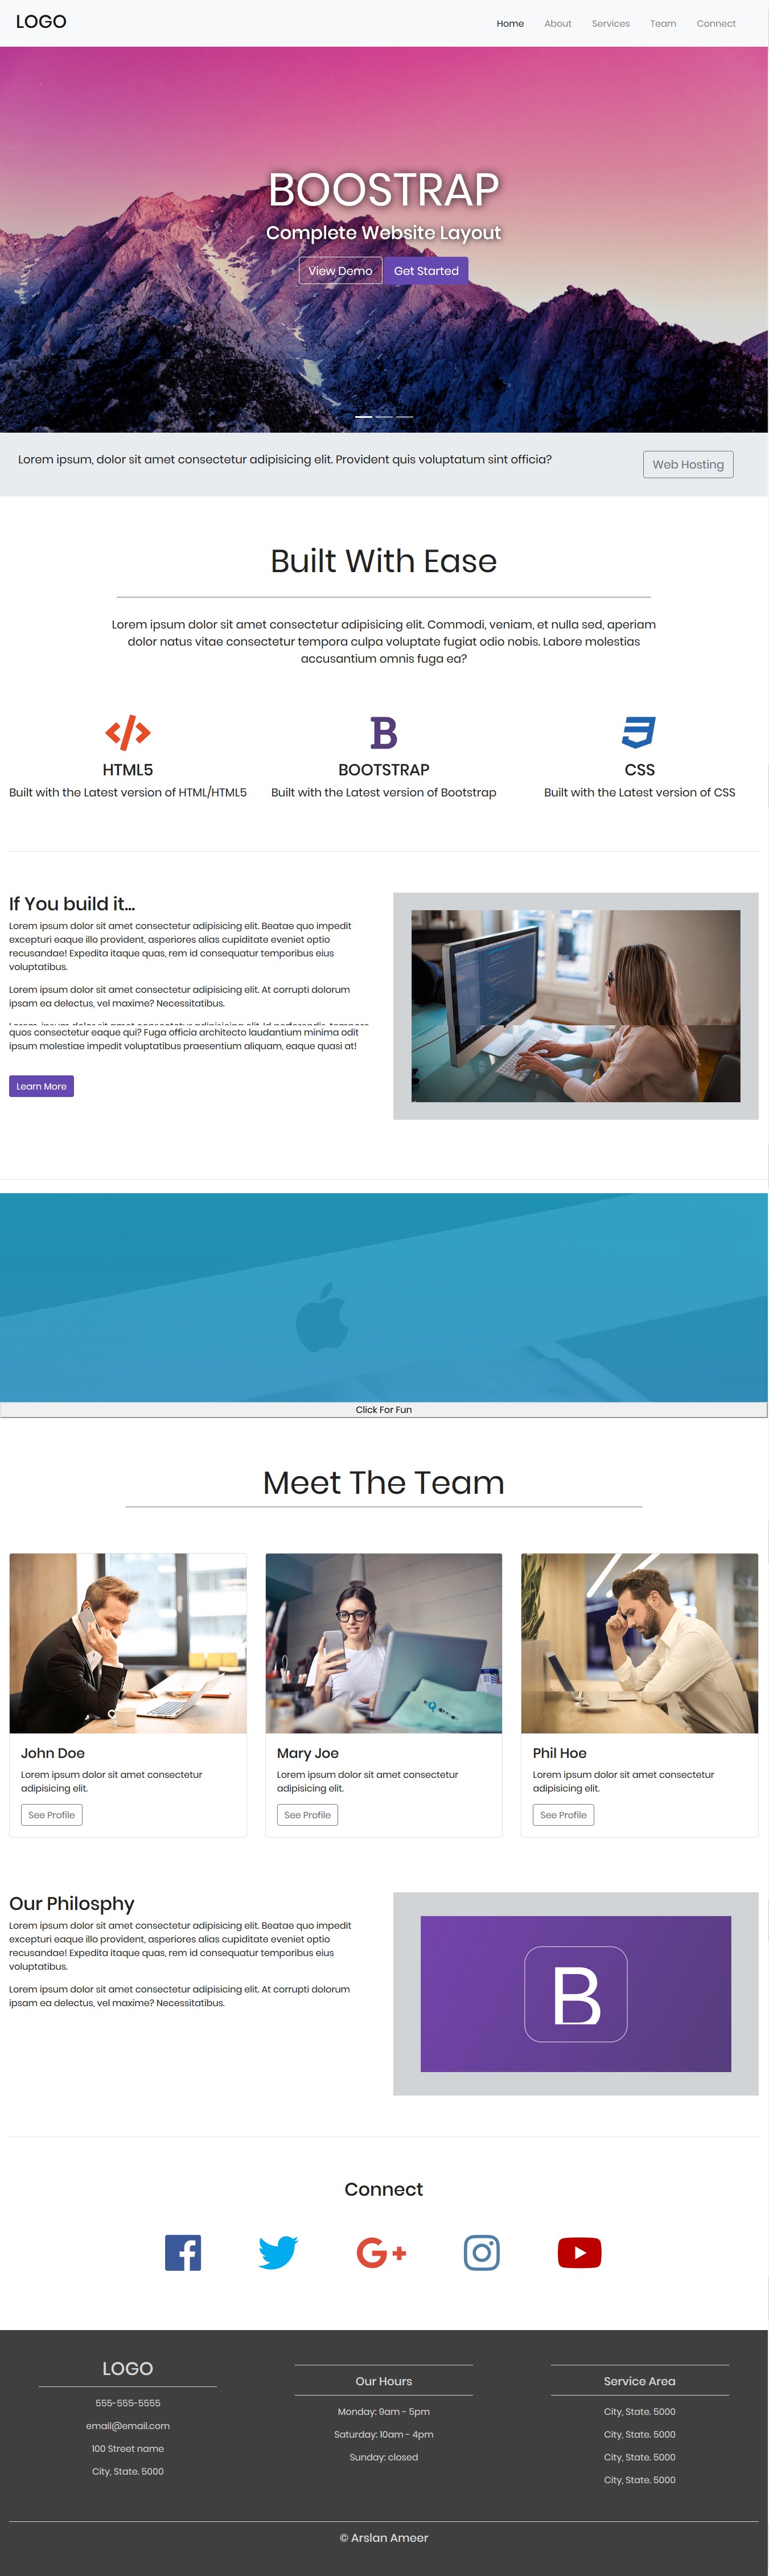 LOGO
Home About Services Team Connect
BOOSTRAP
Complete Website Layout
View Demo Get Started
Lorem ipsum, dolor sit amet consectetur adipisicing elit. Provident quis voluptatum sint officia?
Web Hosting
Built With Ease
Lorem ipsum dolor sit amet consectetur adipisicing elit. Commodi, veniam, et nulla sed, aperiam
dolor natus vitae consectetur tempora culpa voluptate fugiat odio nobis. Labore molestias
accusantium omnis fuga ea?
HTML5
Built with the Latest version of HTML/HTML5
B
BOOTSTRAP
Built with the Latest version of Bootstrap
CSS
Built with the Latest version of CSS
If You build it...
Lorem ipsum dolor sit amet consectetur adipisicing elit. Beatae quo impedit
excepturi eaque illo provident, asperiores alias cupiditate eveniet optio
recusandae! Expedita itaque quas, rem id consequatur temporibus eius
voluptatibus.
Lorem ipsum dolor sit amet consectetur adipisicing elit. At corrupti dolorum
ipsam ea delectus, vel maxime? Necessitatibus.
quos consectetur eaque qui? Fuga officia architecto laudantium minima odit
ipsum molestiae impedit voluptatibus praesentium aliquam, eaque quasi at!
Learn More
Click For Fun
Meet The Team
John Doe
Lorem ipsum dolor sit amet consectetur
adipisicing elit.
See Profile
Mary Joe
Lorem ipsum dolor sit amet consectetur
adipisicing elit.
See Profile
Phil Hoe
Lorem ipsum dolor sit amet consectetur
adipisicing elit.
See Profile
Our Philosphy
Lorem ipsum dolor sit amet consectetur adipisicing elit. Beatae quo impedit
excepturi eaque illo provident, asperiores alias cupiditate eveniet optio
recusandae! Expedita itaque quas, rem id consequatur temporibus eius
voluptatibus.
Lorem ipsum dolor sit amet consectetur adipisicing elit. At corrupti dolorum
ipsam ea delectus, vel maxime? Necessitatibus.
B
Connect
G+
LOGO
555-555-5555
email@email.com
100 Street name
City, State. 5000
Our Hours
Monday: 9am - 5pm
Saturday: 10am - 4pm
Sunday: closed
Service Area
City, State. 5000
City, State. 5000
City, State. 5000
City, State. 5000
© Arslan Ameer